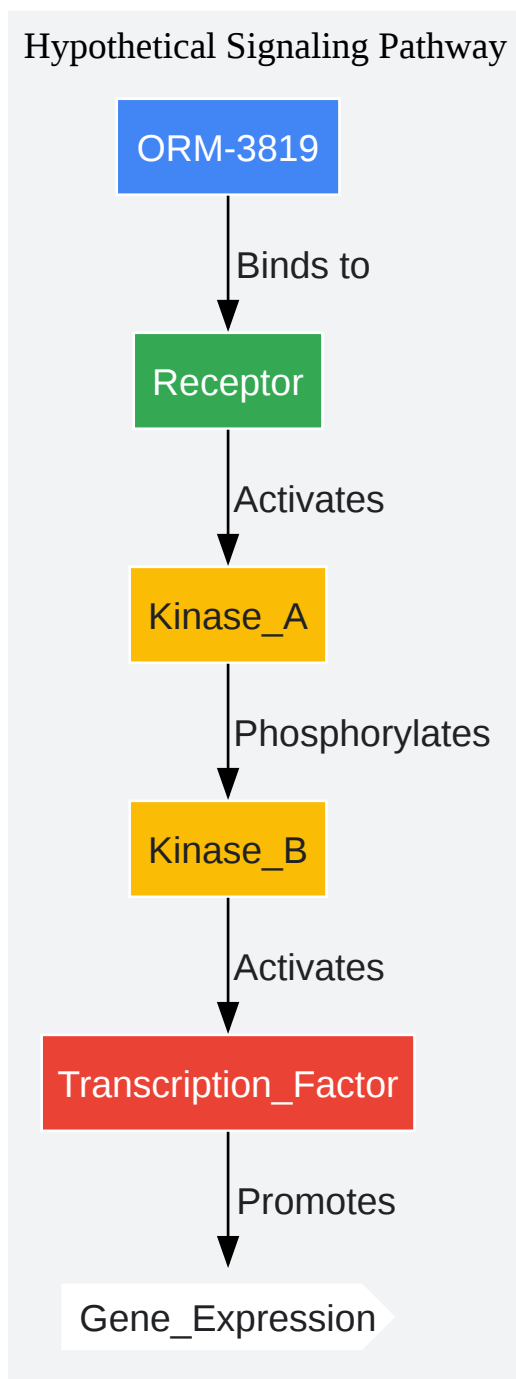 Hypothetical Signaling Pathway
ORM-3819
Binds to
Receptor
Activates
Kinase_A
Phosphorylates
Kinase_B
Activates
Transcription_Factor
Promotes
Gene_Expression